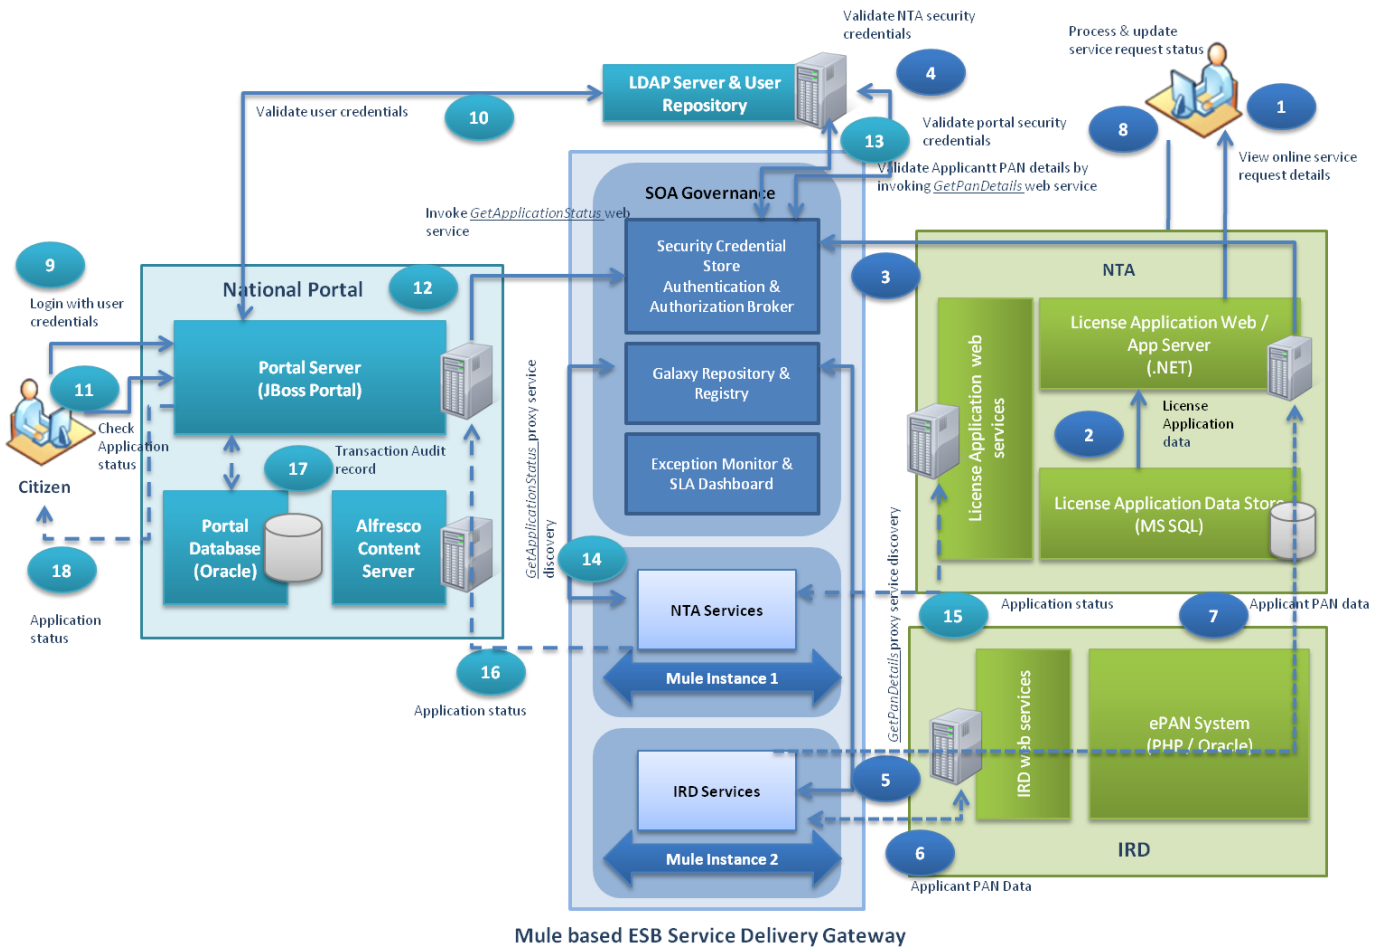 Validate NTA security
credentials
4
Process & update
service request status
1
LDAP Server & User
Repository
Validate user credentials
10
13
Validate portal security
credentials
8
View online service
request details
Validate Applicantt PAN details by
invoking GetPanDetails web service
SOA Governance
Invoke GetApplicationStatus web
service
Security Credential
Store
Authentication &
Authorization Broker
9
Login with user
credentials
National Portal
12
3
NTA
License Application Web /
App Server
(.NET)
License Application web
services
Portal Server
(JBoss Portal)
11
Check
Application
status
Galaxy Repository &
Registry
GetApplicationStatus proxy service
discovery
2
License
Application
data
Transaction Audit
record
17
Exception Monitor &
SLA Dashboard
Citizen
License Application Data Store
(MS SQL)
Portal
Database
(Oracle)
Alfresco
Content
Server
18
Application
status
14
NTA Services
GetPanDetails proxy service discovery
15
Application status
7
Applicant PAN data
16
Application status
Mule Instance 1
IRD web services
ePAN System
(PHP / Oracle)
IRD Services
5
Mule Instance 2
6
Applicant PAN Data
IRD
Mule based ESB Service Delivery Gateway